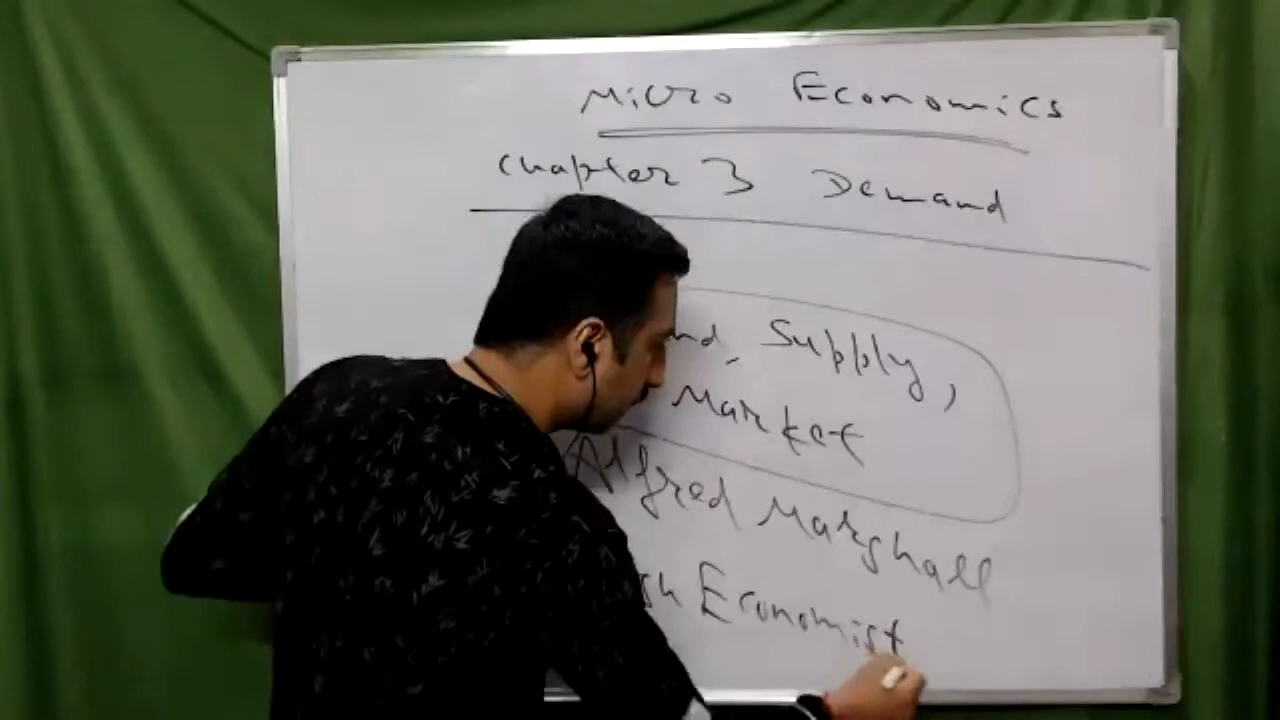 Micro Economics
Chapter 3 Demand
Supply,
Market
Alfred Marshall
Economist